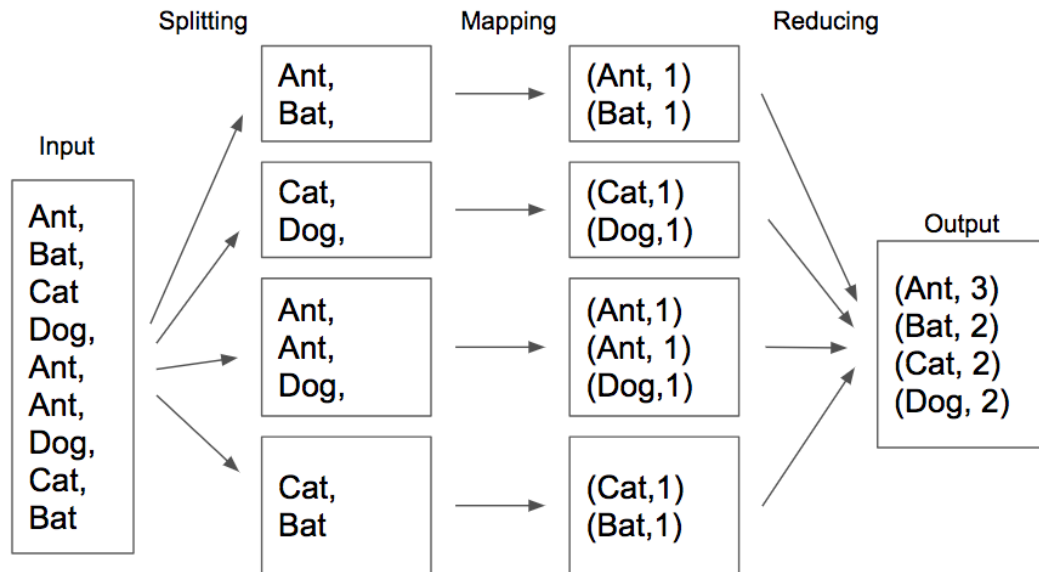 Splitting
Mapping
Reducing
Input
Ant,
Bat,
Cat
Dog,
Ant,
Ant,
Dog,
Cat,
Bat
Ant,
Bat,
Cat,
Dog,
Ant,
Ant,
Dog,
Cat,
Bat
(Ant, 1)
(Bat, 1)
(Cat,1)
(Dog,1)
(Ant,1)
(Ant, 1)
(Dog,1)
(Cat,1)
(Bat,1)
Output
(Ant, 3)
(Bat, 2)
(Cat, 2)
(Dog, 2)